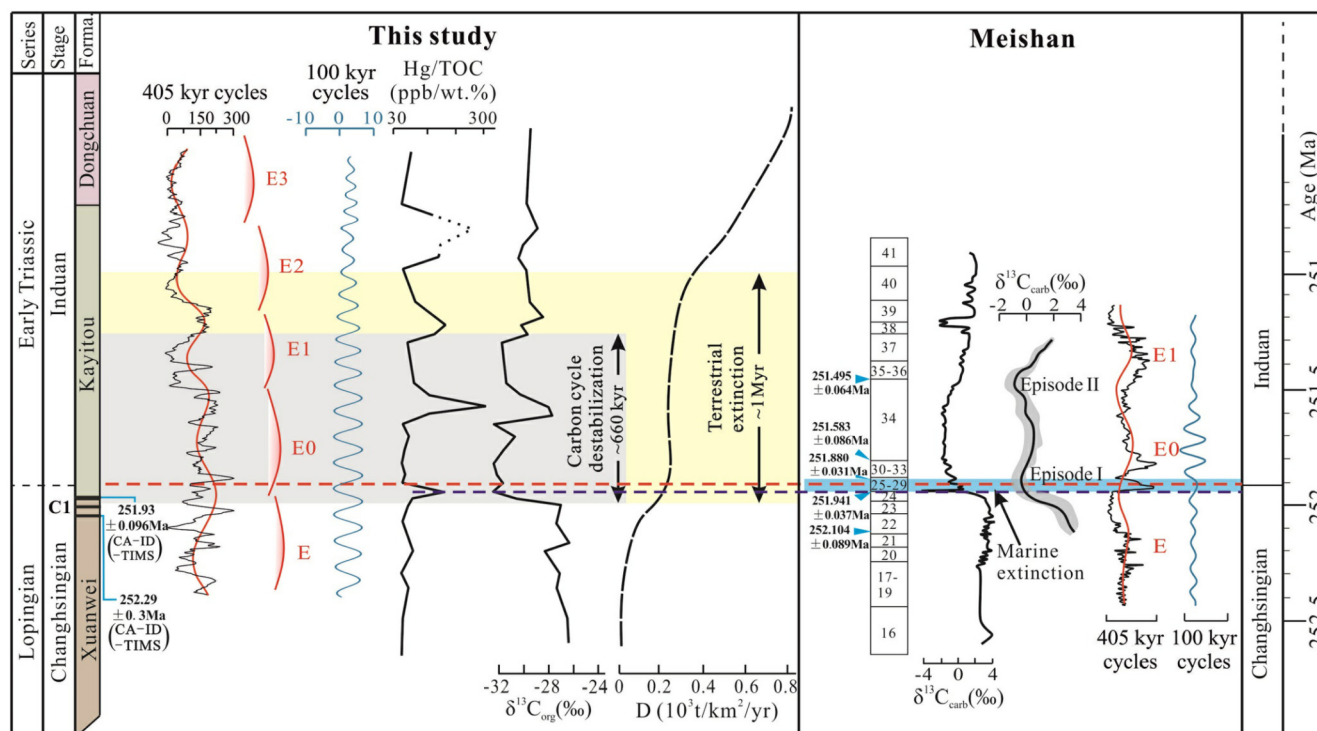 Series
Stage
Forma.
This study
Meishan
405 kyr cycles
0 150 300
100 kyr
cycles
-10 0 10
Hg/TOC
(ppb/wt.%)
30 300
Early Triassic
Lopingian
Induan
Changhsingian
Dongchuan
Kayitou
C1
Xuanwei
E3
E2
E1
E0
E
251.93
±0.096Ma
(CA-ID
-TIMS)
252.29
±0.3Ma
(CA-ID
-TIMS)
Carbon cycle
destabilization
~660 kyr
Terrestrial
extinction
~1Myr
-32 -28 -24
δ13Corg(‰)
0 0.2 0.4 0.6 0.8
D (10³t/km²/yr)
41
40
39
38
37
35-36
34
30-33
25-29
24
23
22
21
20
17-
19
16
251.495
±0.064Ma
251.583
±0.086Ma
251.880
±0.031Ma
251.941
±0.037Ma
252.104
±0.089Ma
δ13Ccarb(‰)
-2 0 2 4
Episode II
Episode I
Marine
extinction
-4 0 4
δ13Ccarb(‰)
E1
E0
E
405 kyr
cycles
100 kyr
cycles
Induan
Changhsingian
Age (Ma)
251
251.5
252
252.5